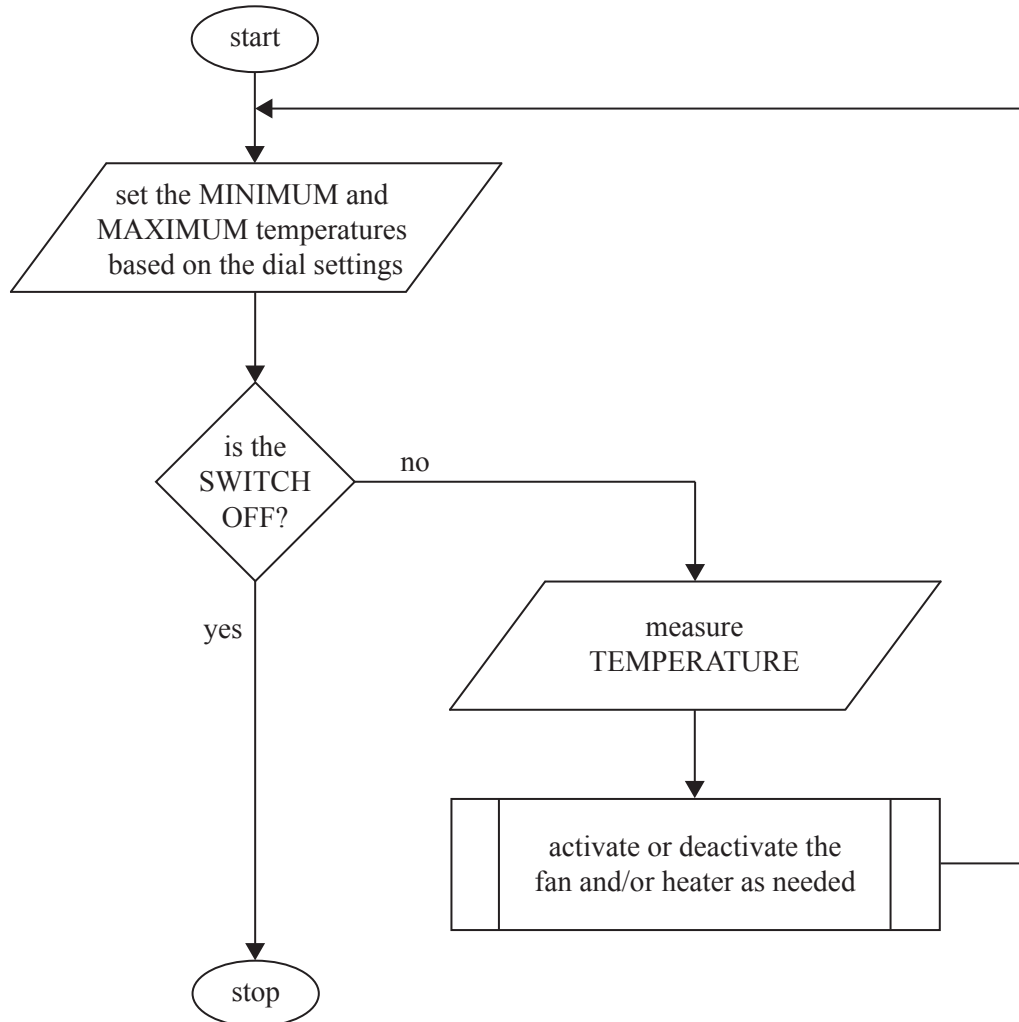 start
set the MINIMUM and
MAXIMUM temperatures
based on the dial settings
is the
SWITCH
OFF?
no
yes
measure
TEMPERATURE
activate or deactivate the
fan and/or heater as needed
stop